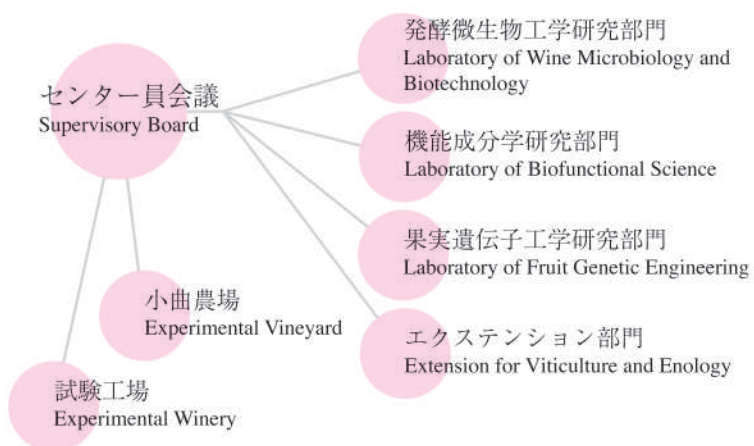 センター員会議
Supervisory Board
発酵微生物工学研究部門
Laboratory of Wine Microbiology and
Biotechnology
機能成分学研究部門
Laboratory of Biofunctional Science
果実遺伝子工学研究部門
Laboratory of Fruit Genetic Engineering
エクステンション部門
Extension for Viticulture and Enology
小曲農場
Experimental Vineyard
試験工場
Experimental Winery